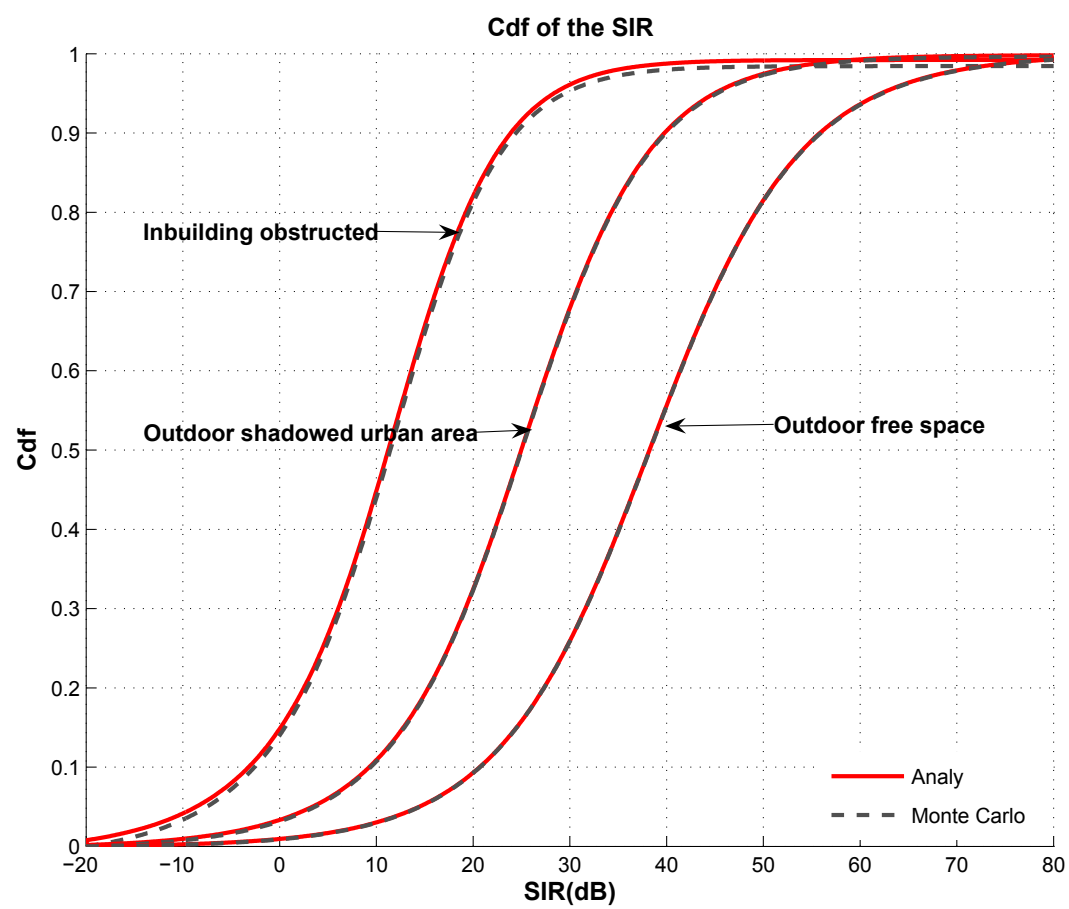 Cdf of the SIR
1
0.9
0.8
Inbuilding obstructed
0.7
0.6
Outdoor shadowed urban area
Outdoor free space
0.5
Cdf
0.4
0.3
0.2
0.1
Analy
Monte Carlo
0
−20 −10 0 10 20 30 40 50 60 70 80
SIR(dB)